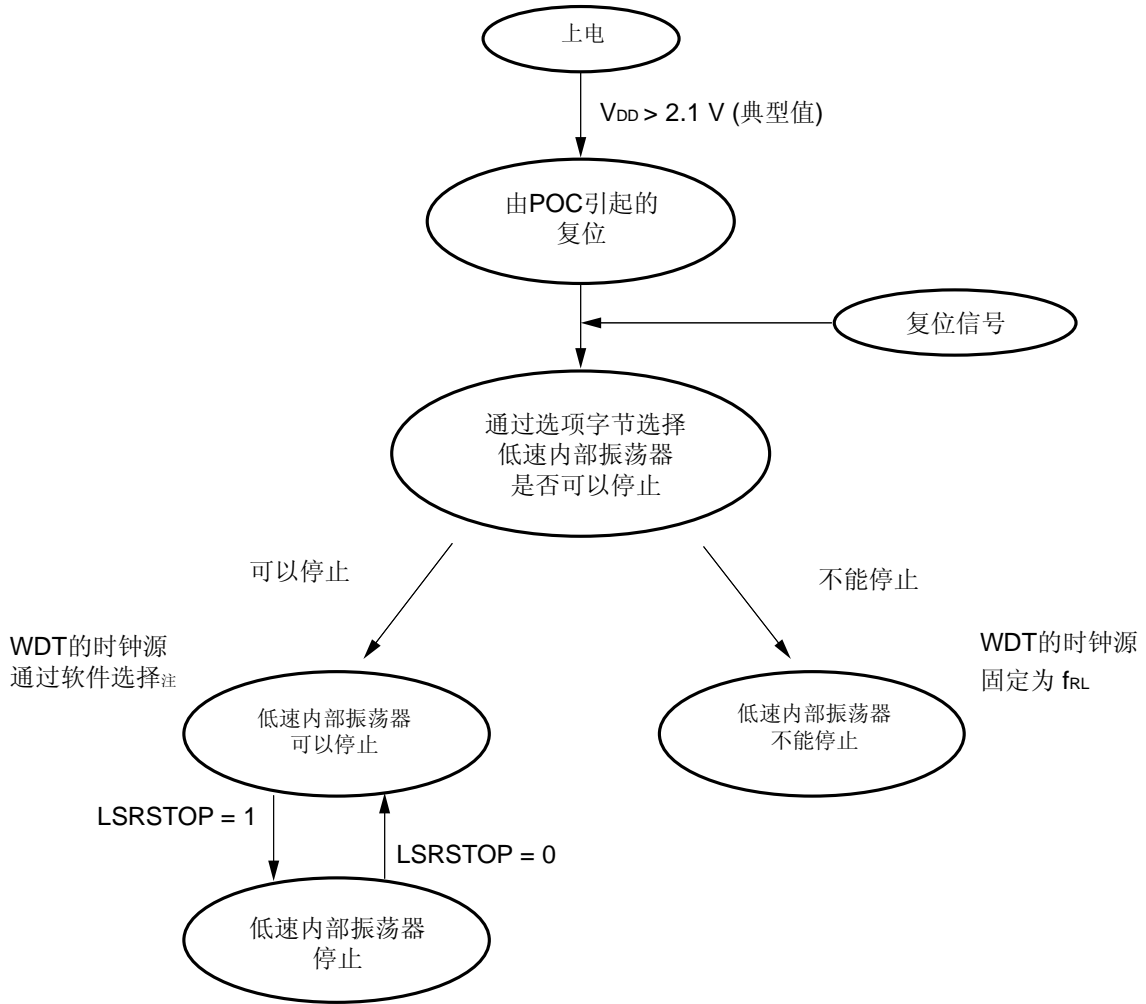 上电
VDD > 2.1 V (典型值)
由POC引起的
复位
复位信号
通过选项字节选择
低速内部振荡器
是否可以停止
可以停止
不能停止
WDT的时钟源
通过软件选择注
WDT的时钟源
固定为 fRL
低速内部振荡器
可以停止
低速内部振荡器
不能停止
LSRSTOP = 1
LSRSTOP = 0
低速内部振荡器
停止